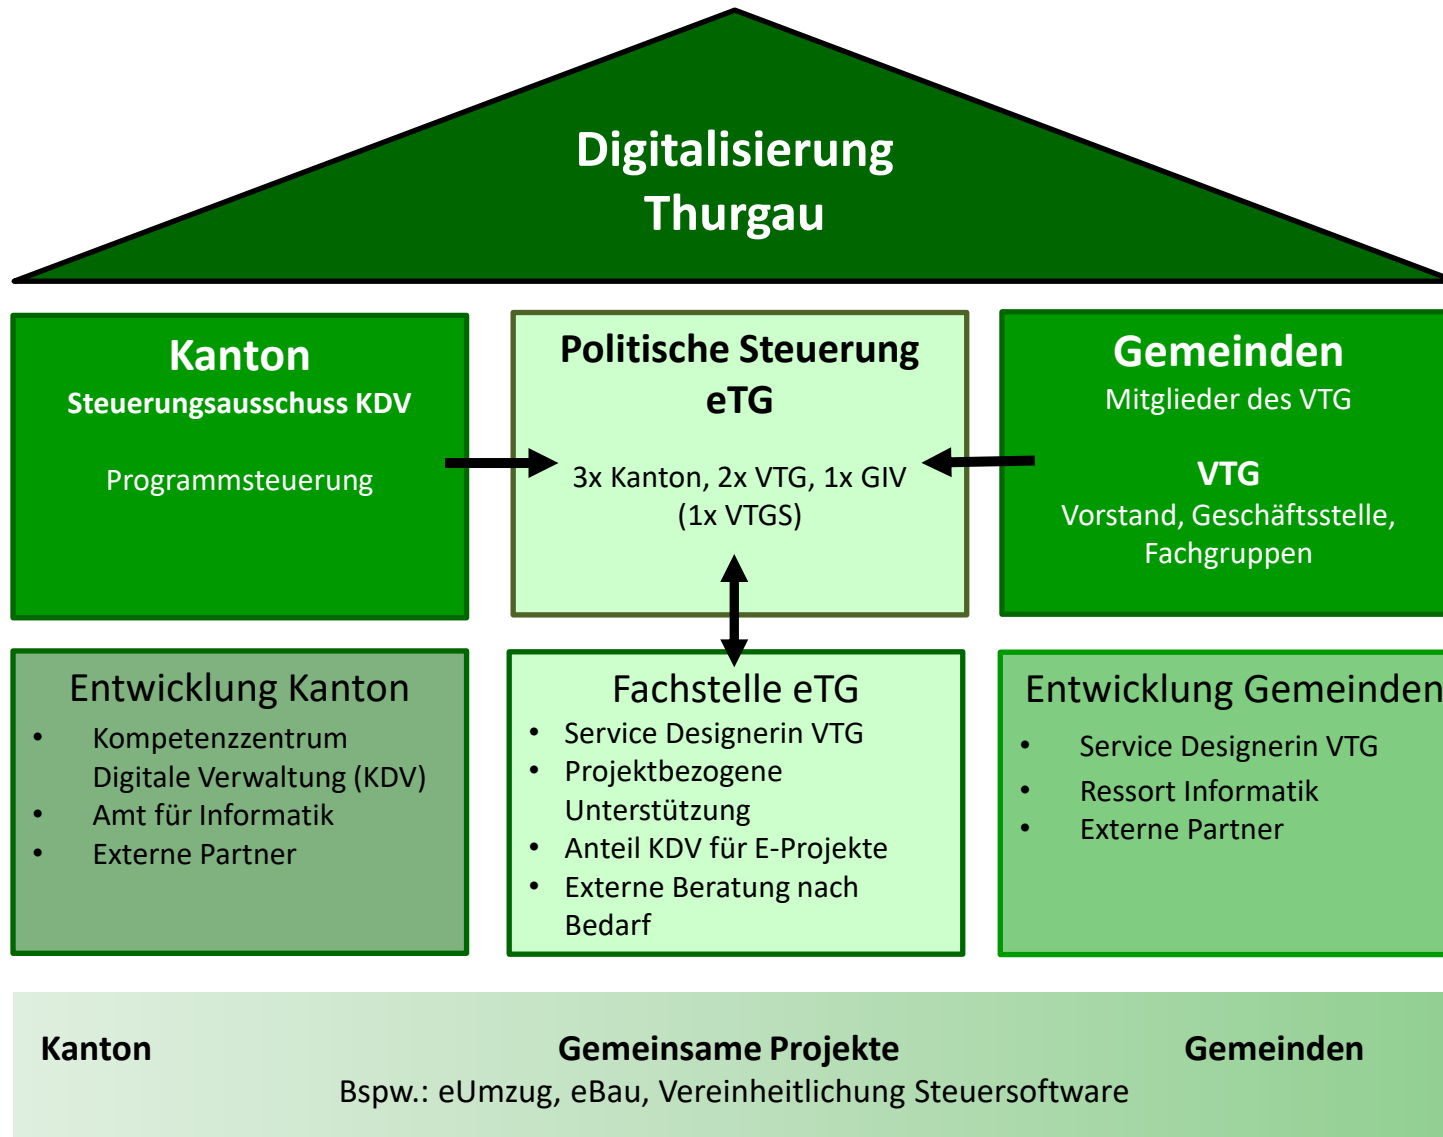 Digitalisierung
Thurgau
Kanton
Steuerungsausschuss KDV
Programmsteuerung
Politische Steuerung
eTG
3x Kanton, 2x VTG, 1x GIV
(1x VTGS)
Gemeinden
Mitglieder des VTG
VTG
Vorstand, Geschäftsstelle,
Fachgruppen
Entwicklung Kanton
• Kompetenzzentrum
Digitale Verwaltung (KDV)
• Amt für Informatik
• Externe Partner
Fachstelle eTG
• Service Designerin VTG
• Projektbezogene
Unterstützung
• Anteil KDV für E-Projekte
• Externe Beratung nach
Bedarf
Entwicklung Gemeinden
• Service Designerin VTG
• Ressort Informatik
• Externe Partner
Kanton Gemeinsame Projekte Gemeinden
Bspw.: eUmzug, eBau, Vereinheitlichung Steuersoftware